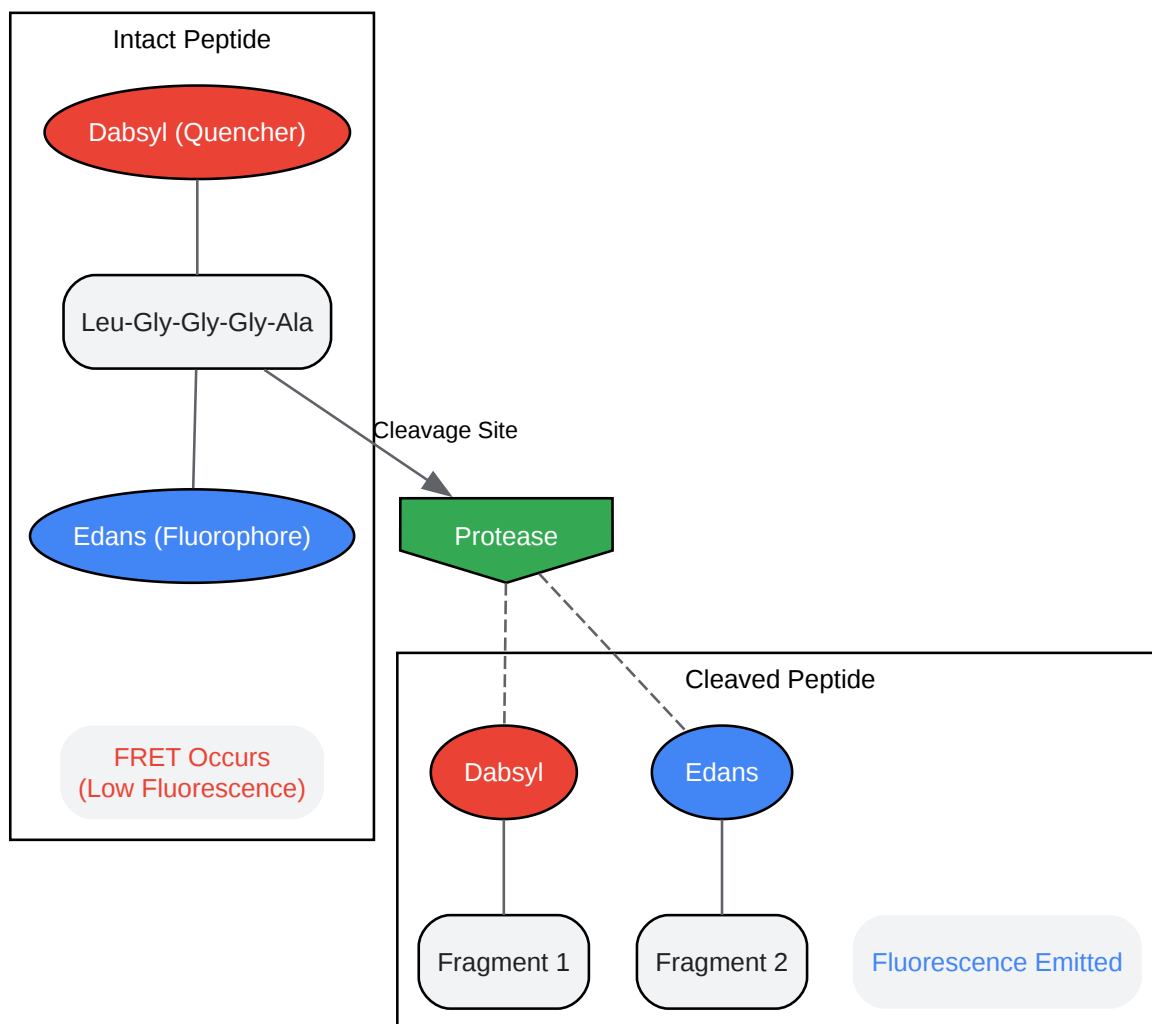 Intact Peptide
Dabsyl (Quencher)
Leu-Gly-Gly-Gly-Ala
Cleavage Site
Edans (Fluorophore)
Protease
Cleaved Peptide
FRET Occurs
(Low Fluorescence)
Dabsyl
Edans
Fragment 1
Fragment 2
Fluorescence Emitted